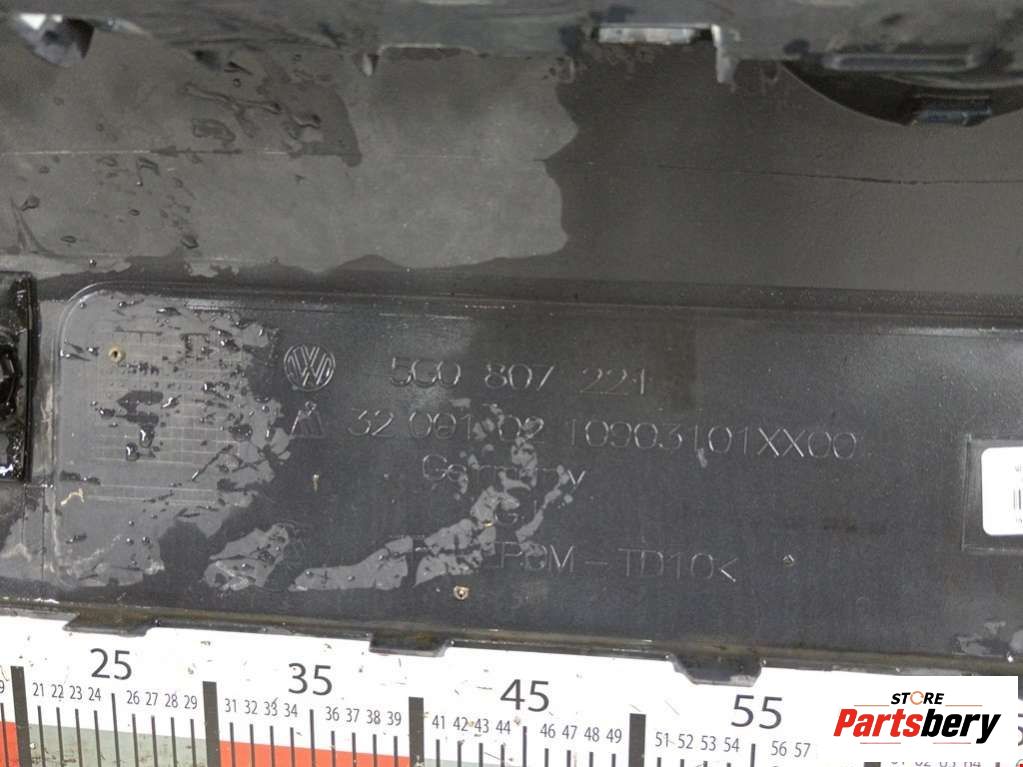 5G0 807 221
32 091 02 10903101XX00
Germany
PBM-TD10<
25 35 45 55
21 22 23 24 26 27 28 29 31 32 33 34 36 37 38 39 41 42 43 44 46 47 48 49 51 52 53 54 56 57
STORE
Partsbery